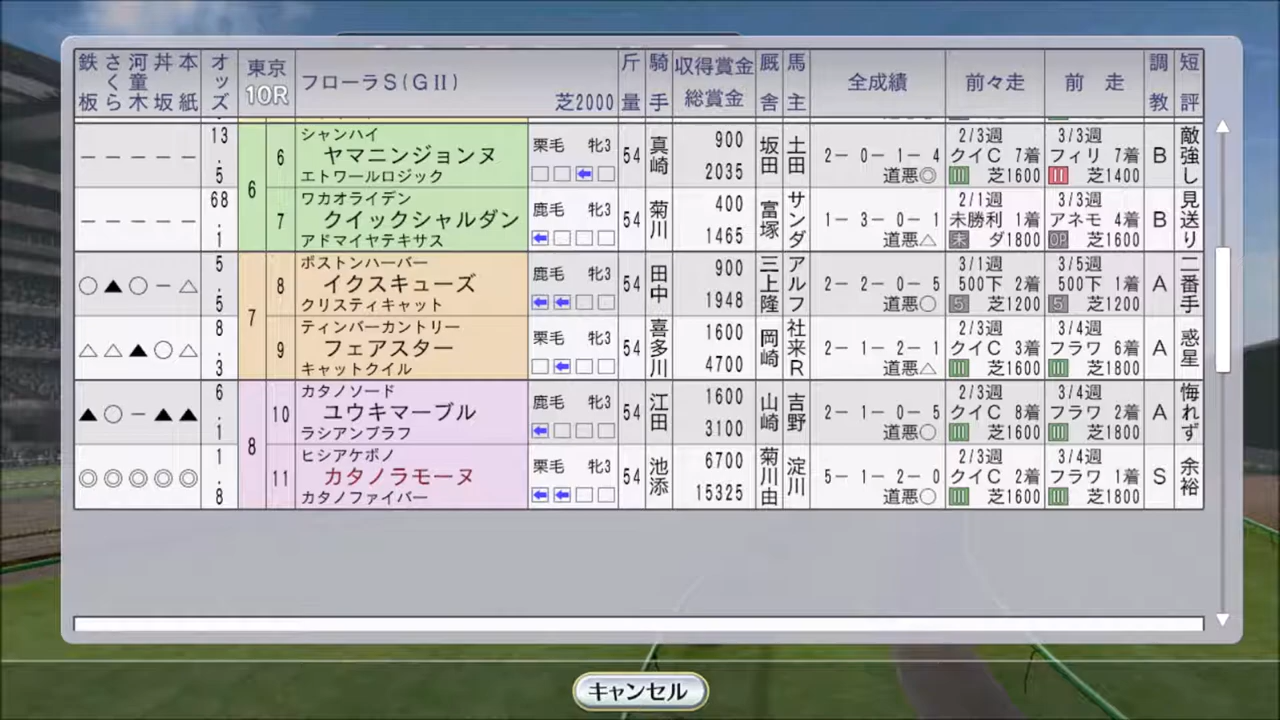 鉄板 さくら 河童木 丼坂 本紙 オッズ 東京10R フローラS(GⅡ) 芝2000 斤量 騎手 収得賞金 総賞金 厩舎 馬主 全成績 前々走 前 走 調教 短評
－ － － － － 13.5 6 6 シャンハイ ヤマニンジョンヌ エトワールロジック 栗毛 牝3 54 真崎 900 2035 坂田 土田 2－0－1－4 道悪◎ 2/3週 クイC 7着 Ⅲ 芝1600 3/3週 フィリ 7着 Ⅱ 芝1400 B 敵強し
－ － － － － 68.1 7 ワカオライデン クイックシャルダン アドマイヤテキサス 鹿毛 牝3 54 菊川 400 1465 富塚 サンダ 1－3－0－1 道悪△ 2/1週 未勝利 1着 未 ダ1800 3/3週 アネモ 4着 OP 芝1600 B 見送り
○ ▲ ○ － △ 5.5 7 8 ボストンハーバー イクスキューズ クリスティキャット 鹿毛 牝3 54 田中 900 1948 三上隆 アルフ 2－2－0－5 道悪○ 3/1週 500下 2着 5 芝1200 3/5週 500下 1着 5 芝1200 A 二番手
△ △ ▲ ○ △ 8.3 9 ティンバーカントリー フェアスター キャットクイル 栗毛 牝3 54 喜多川 1600 4700 岡崎 社来R 2－1－2－1 道悪△ 2/3週 クイC 3着 Ⅲ 芝1600 3/4週 フラワ 6着 Ⅲ 芝1800 A 惑星
▲ ○ － ▲ ▲ 6.1 8 10 カタノソード ユウキマーブル ラシアンブラフ 鹿毛 牝3 54 江田 1600 3100 山崎 吉野 2－1－0－5 道悪○ 2/3週 クイC 8着 Ⅲ 芝1600 3/4週 フラワ 2着 Ⅲ 芝1800 A 侮れず
◎ ◎ ◎ ◎ ◎ 1.8 11 ヒシアケボノ カタノラモーヌ カタノファイバー 栗毛 牝3 54 池添 6700 15325 菊川由 淀川 5－1－2－0 道悪○ 2/3週 クイC 2着 Ⅲ 芝1600 3/4週 フラワ 1着 Ⅲ 芝1800 S 余裕
キャンセル